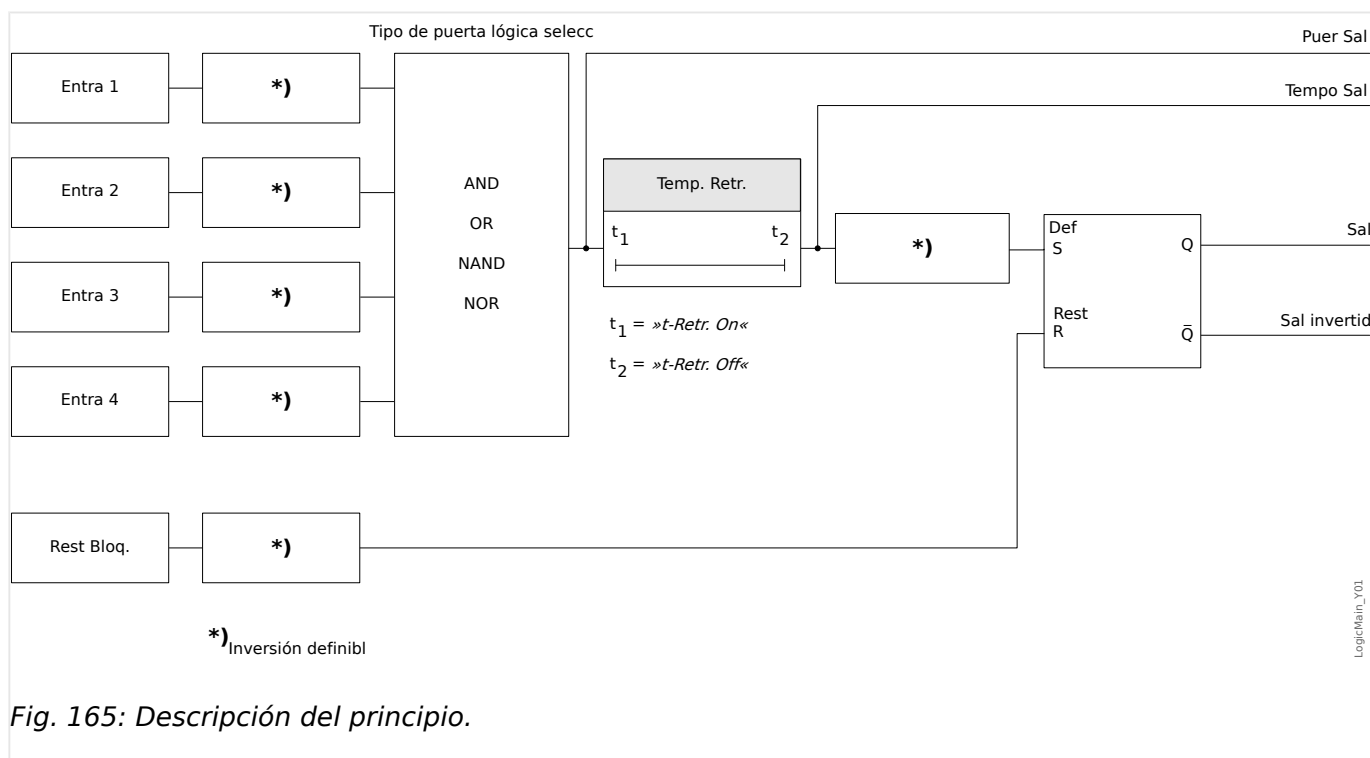 Tipo de puerta lógica selecc
Puer Sal
Tempo Sal
Entra 1
*)
Entra 2
*)
Entra 3
*)
Entra 4
*)
AND
OR
NAND
NOR
Temp. Retr.
t1
t2
t1 = »t-Retr. On«
t2 = »t-Retr. Off«
*)
Def
S
Q
Rest
R
Q̅
Sal
Sal invertid
Rest Bloq.
*)
*)Inversión definibl
LogicMain_Y01
Fig. 165: Descripción del principio.